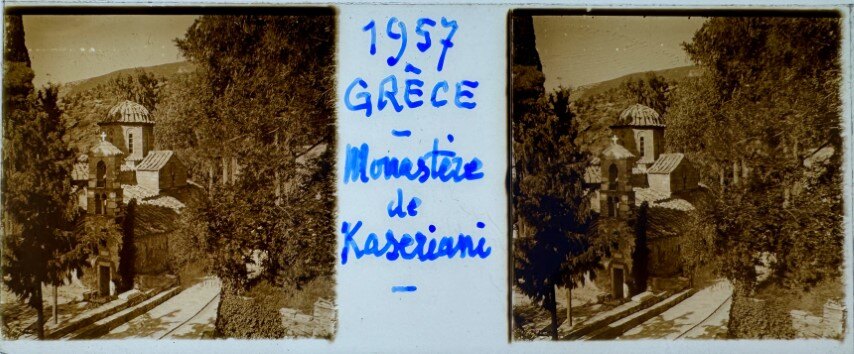 1957
GRÈCE
-
Monastère
de
Kaseriani
-